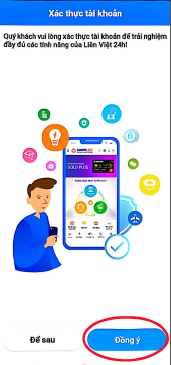 Xác thực tài khoản
Quý khách vui lòng xác thực tài khoản để trải nghiệm
đầy đủ các tính năng của Liên Việt 24h!
GOLD PLUS
Để sau
Đồng ý